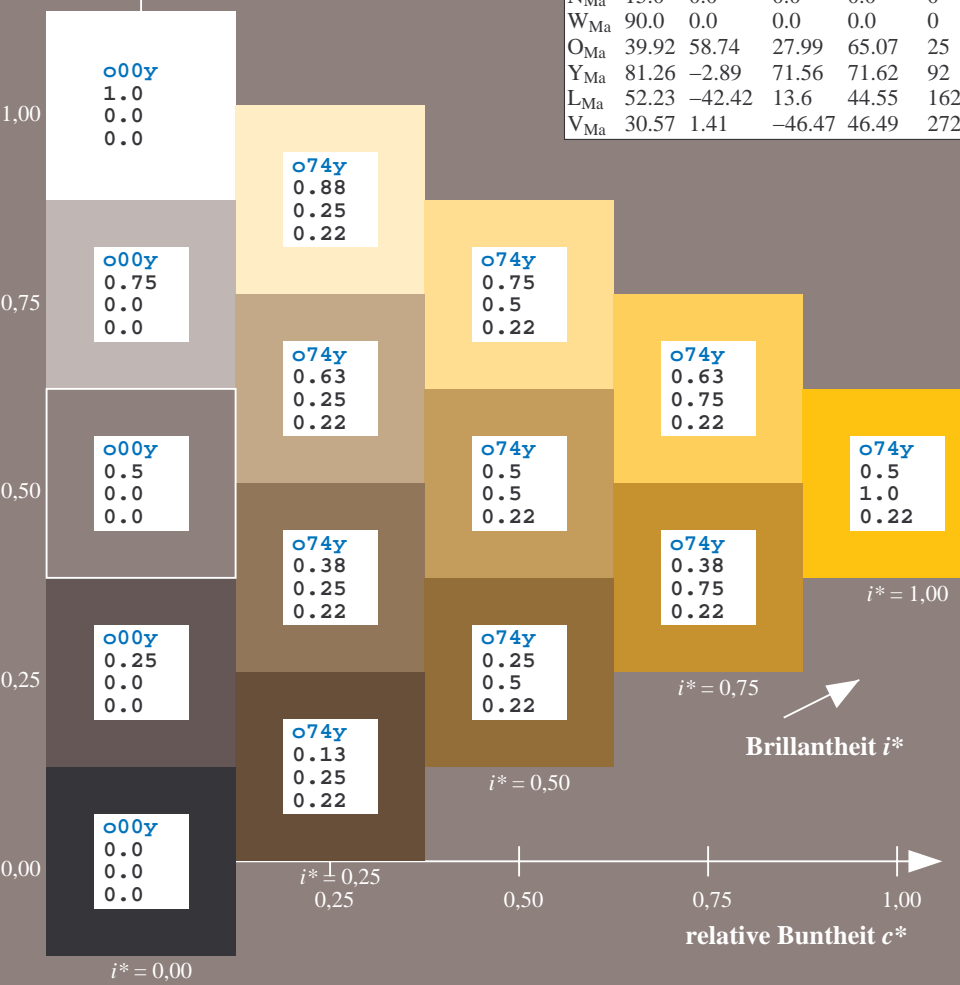 W_Ma 90.0 0.0 0.0 0.0 0
O_Ma 39.92 58.74 27.99 65.07 25
Y_Ma 81.26 −2.89 71.56 71.62 92
L_Ma 52.23 −42.42 13.6 44.55 162
V_Ma 30.57 1.41 −46.47 46.49 272
1,00
0,75
0,50
0,25
0,00
o00y
1.0
0.0
0.0
o00y
0.75
0.0
0.0
o00y
0.5
0.0
0.0
o00y
0.25
0.0
0.0
o00y
0.0
0.0
0.0
i* = 0,00
o74y
0.88
0.25
0.22
o74y
0.63
0.25
0.22
o74y
0.38
0.25
0.22
o74y
0.13
0.25
0.22
i* = 0,25
o74y
0.75
0.5
0.22
o74y
0.5
0.5
0.22
o74y
0.25
0.5
0.22
i* = 0,50
o74y
0.63
0.75
0.22
o74y
0.38
0.75
0.22
i* = 0,75
o74y
0.5
1.0
0.22
i* = 1,00
Brillantheit i*
0,25 0,50 0,75 1,00
relative Buntheit c*